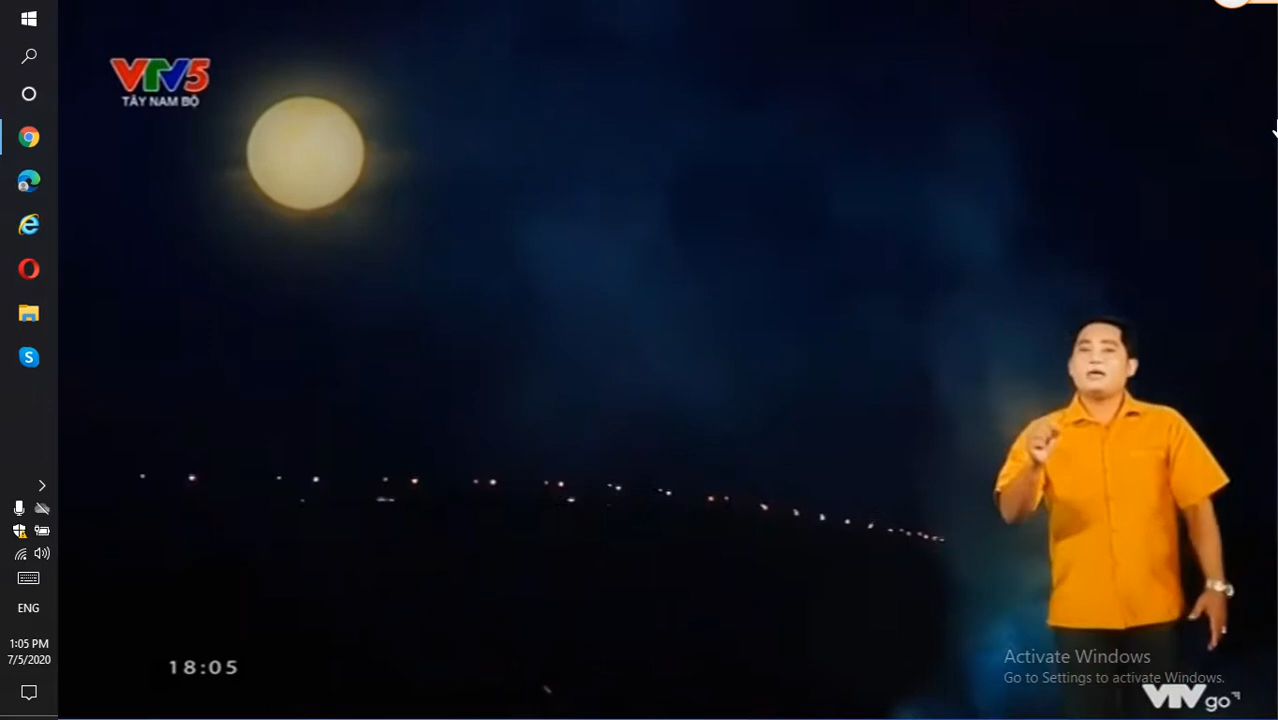 VTV5
TÂY NAM BỘ
18:05
Activate Windows
Go to Settings to activate Windows.
VTVgo
ENG
1:05 PM
7/5/2020